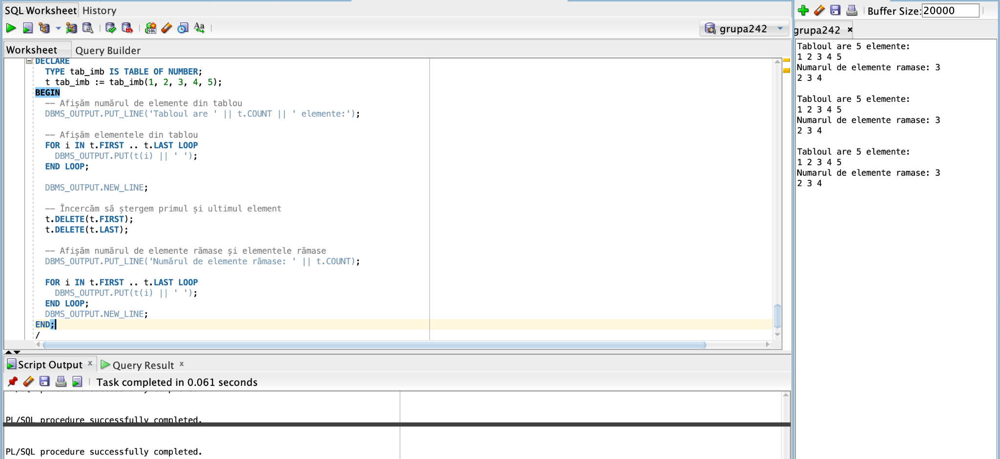 SQL Worksheet History
grupa242
Worksheet Query Builder
DECLARE
TYPE tab_imb IS TABLE OF NUMBER;
t tab_imb := tab_imb(1, 2, 3, 4, 5);
BEGIN
-- Afișăm numărul de elemente din tablou
DBMS_OUTPUT.PUT_LINE('Tabloul are ' || t.COUNT || ' elemente:');
-- Afișăm elementele din tablou
FOR i IN t.FIRST .. t.LAST LOOP
DBMS_OUTPUT.PUT(t(i) || ' ');
END LOOP;
DBMS_OUTPUT.NEW_LINE;
-- Încercăm să ștergem primul și ultimul element
t.DELETE(t.FIRST);
t.DELETE(t.LAST);
-- Afișăm numărul de elemente rămase și elementele rămase
DBMS_OUTPUT.PUT_LINE('Numărul de elemente rămase: ' || t.COUNT);
FOR i IN t.FIRST .. t.LAST LOOP
DBMS_OUTPUT.PUT(t(i) || ' ');
END LOOP;
DBMS_OUTPUT.NEW_LINE;
END;
/
Script Output x Query Result x
Task completed in 0.061 seconds
PL/SQL procedure successfully completed.
PL/SQL procedure successfully completed.
Buffer Size: 20000
grupa242
Tabloul are 5 elemente:
1 2 3 4 5
Numarul de elemente ramase: 3
2 3 4
Tabloul are 5 elemente:
1 2 3 4 5
Numarul de elemente ramase: 3
2 3 4
Tabloul are 5 elemente:
1 2 3 4 5
Numarul de elemente ramase: 3
2 3 4